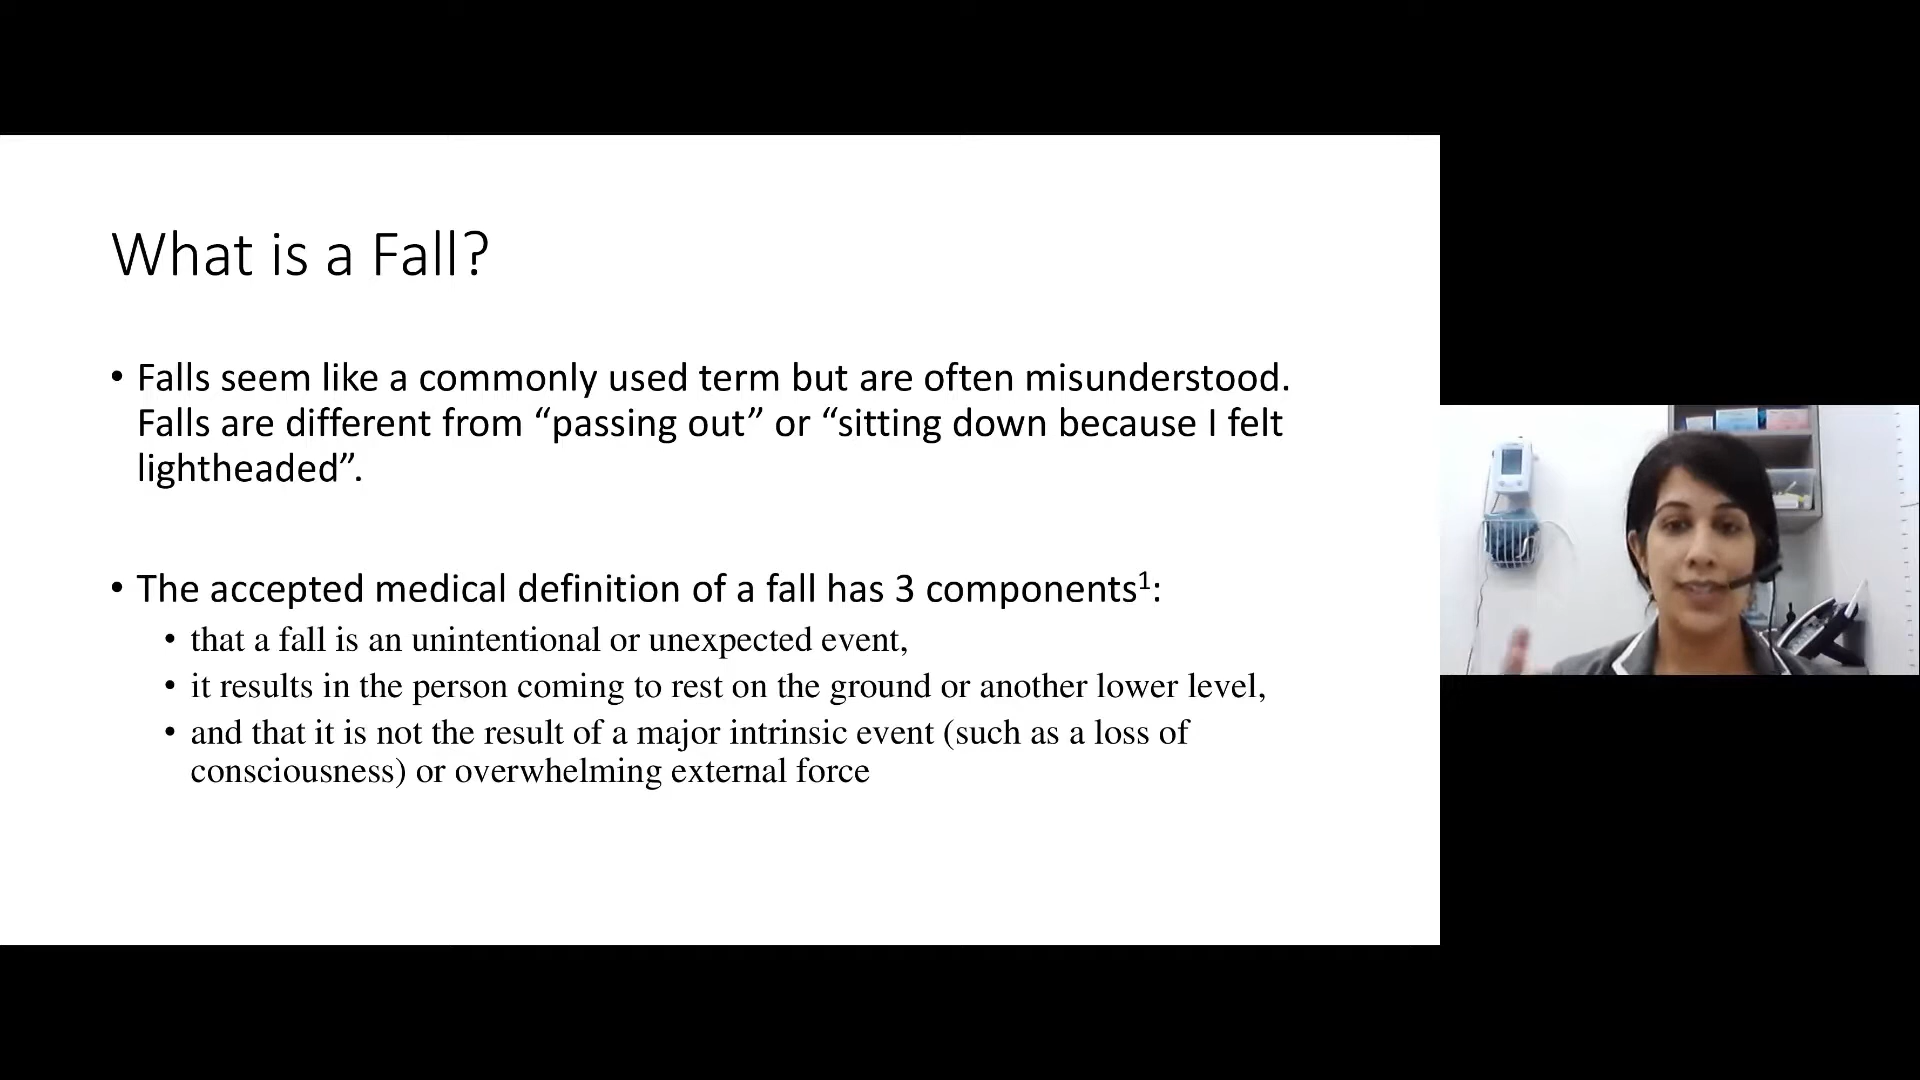 What is a Fall?
• Falls seem like a commonly used term but are often misunderstood.
Falls are different from “passing out” or “sitting down because I felt
lightheaded”.
• The accepted medical definition of a fall has 3 components¹:
• that a fall is an unintentional or unexpected event,
• it results in the person coming to rest on the ground or another lower level,
• and that it is not the result of a major intrinsic event (such as a loss of
consciousness) or overwhelming external force